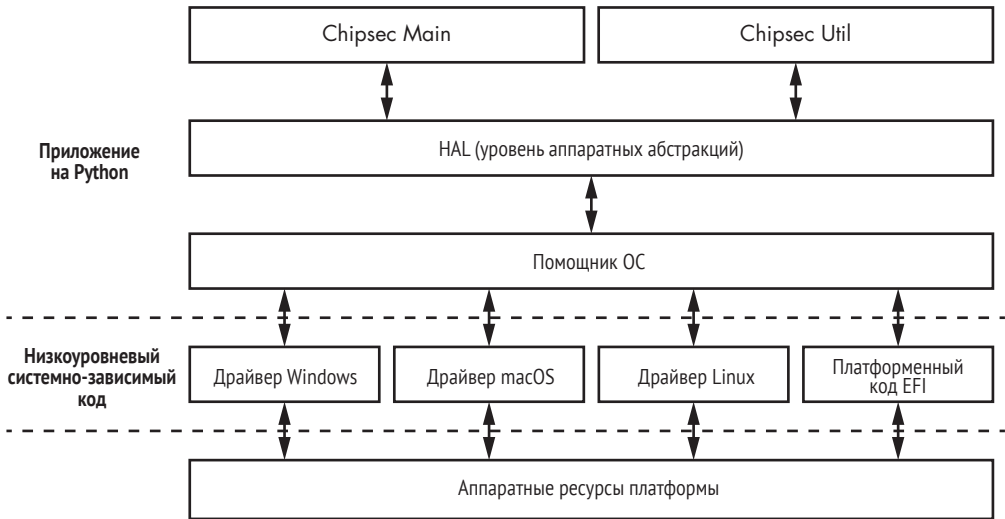 Chipsec Main
Chipsec Util
Приложение
на Python
HAL (уровень аппаратных абстракций)
Помощник ОС
Низкоуровневый
системно-зависимый
код
Драйвер Windows
Драйвер macOS
Драйвер Linux
Платформенный
код EFI
Аппаратные ресурсы платформы